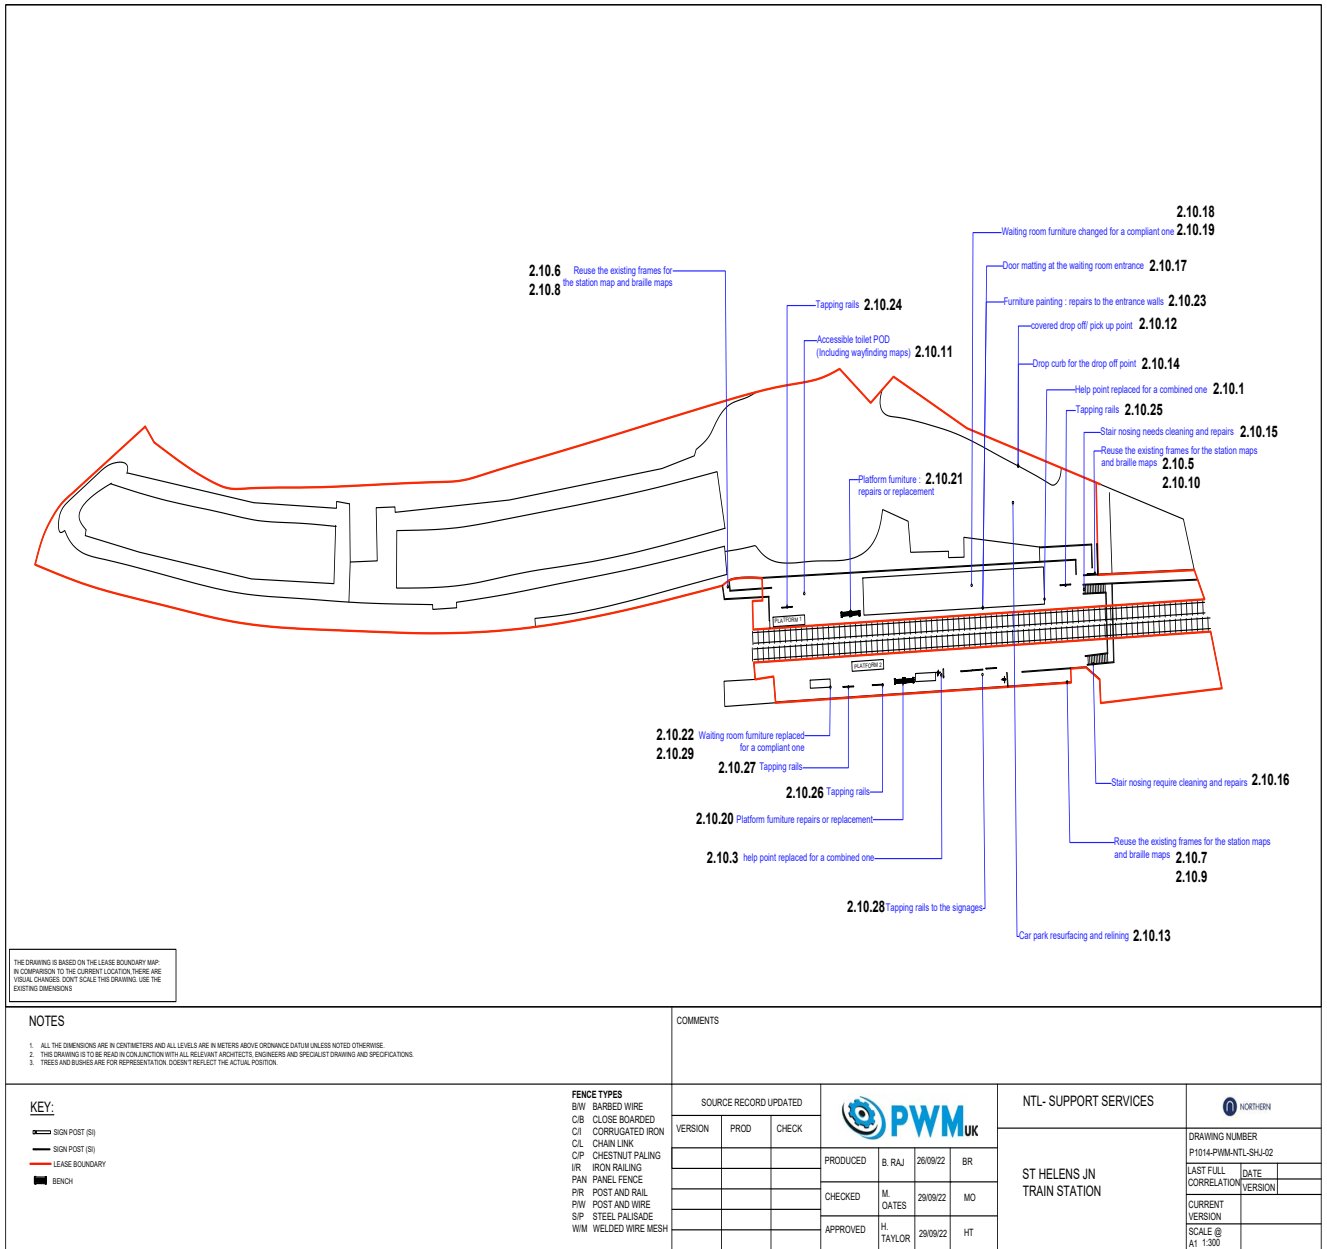 2.10.18
Waiting room furniture changed for a compliant one 2.10.19
Door matting at the waiting room entrance 2.10.17
2.10.6 Reuse the existing frames for
2.10.8 the station map and braille maps
Tapping rails 2.10.24
Furniture painting : repairs to the entrance walls 2.10.23
covered drop off/ pick up point 2.10.12
Accessible toilet POD
(Including wayfinding maps) 2.10.11
Drop curb for the drop off point 2.10.14
Help point replaced for a combined one 2.10.1
Tapping rails 2.10.25
Stair nosing needs cleaning and repairs 2.10.15
Reuse the existing frames for the station maps
and braille maps 2.10.5
2.10.10
Platform furniture : 2.10.21
repairs or replacement
PLATFORM 1
PLATFORM 2
2.10.22 Waiting room furniture replaced
2.10.29 for a compliant one
2.10.27 Tapping rails
2.10.26 Tapping rails
Stair nosing require cleaning and repairs 2.10.16
2.10.20 Platform furniture repairs or replacement
2.10.3 help point replaced for a combined one
Reuse the existing frames for the station maps
and braille maps 2.10.7
2.10.9
2.10.28 Tapping rails to the signages
Car park resurfacing and relining 2.10.13
THE DRAWING IS BASED ON THE LEASE BOUNDARY MAP:
IN COMPARISON TO THE CURRENT LOCATION,THERE ARE
VISUAL CHANGES. DON'T SCALE THIS DRAWING. USE THE
EXISTING DIMENSIONS
NOTES
1. ALL THE DIMENSIONS ARE IN CENTIMETERS AND ALL LEVELS ARE IN METERS ABOVE ORDNANCE DATUM UNLESS NOTED OTHERWISE.
2. THIS DRAWING IS TO BE READ IN CONJUNCTION WITH ALL RELEVANT ARCHITECTS, ENGINEERS AND SPECIALIST DRAWING AND SPECIFICATIONS.
3. TREES AND BUSHES ARE FOR REPRESENTATION. DOESN'T REFLECT THE ACTUAL POSITION.
COMMENTS
KEY:
SIGN POST (SI)
SIGN POST (SI)
LEASE BOUNDARY
BENCH
FENCE TYPES
B/W BARBED WIRE
C/B CLOSE BOARDED
C/I CORRUGATED IRON
C/L CHAIN LINK
C/P CHESTNUT PALING
I/R IRON RAILING
PAN PANEL FENCE
P/R POST AND RAIL
P/W POST AND WIRE
S/P STEEL PALISADE
W/M WELDED WIRE MESH
SOURCE RECORD UPDATED
VERSION PROD CHECK
PWM UK
PRODUCED B. RAJ 26/09/22 BR
CHECKED M. OATES 29/09/22 MO
APPROVED H. TAYLOR 29/09/22 HT
NTL- SUPPORT SERVICES
ST HELENS JN
TRAIN STATION
NORTHERN
DRAWING NUMBER
P1014-PWM-NTL-SHJ-02
LAST FULL CORRELATION DATE
VERSION
CURRENT
VERSION
SCALE @
A1 1:300